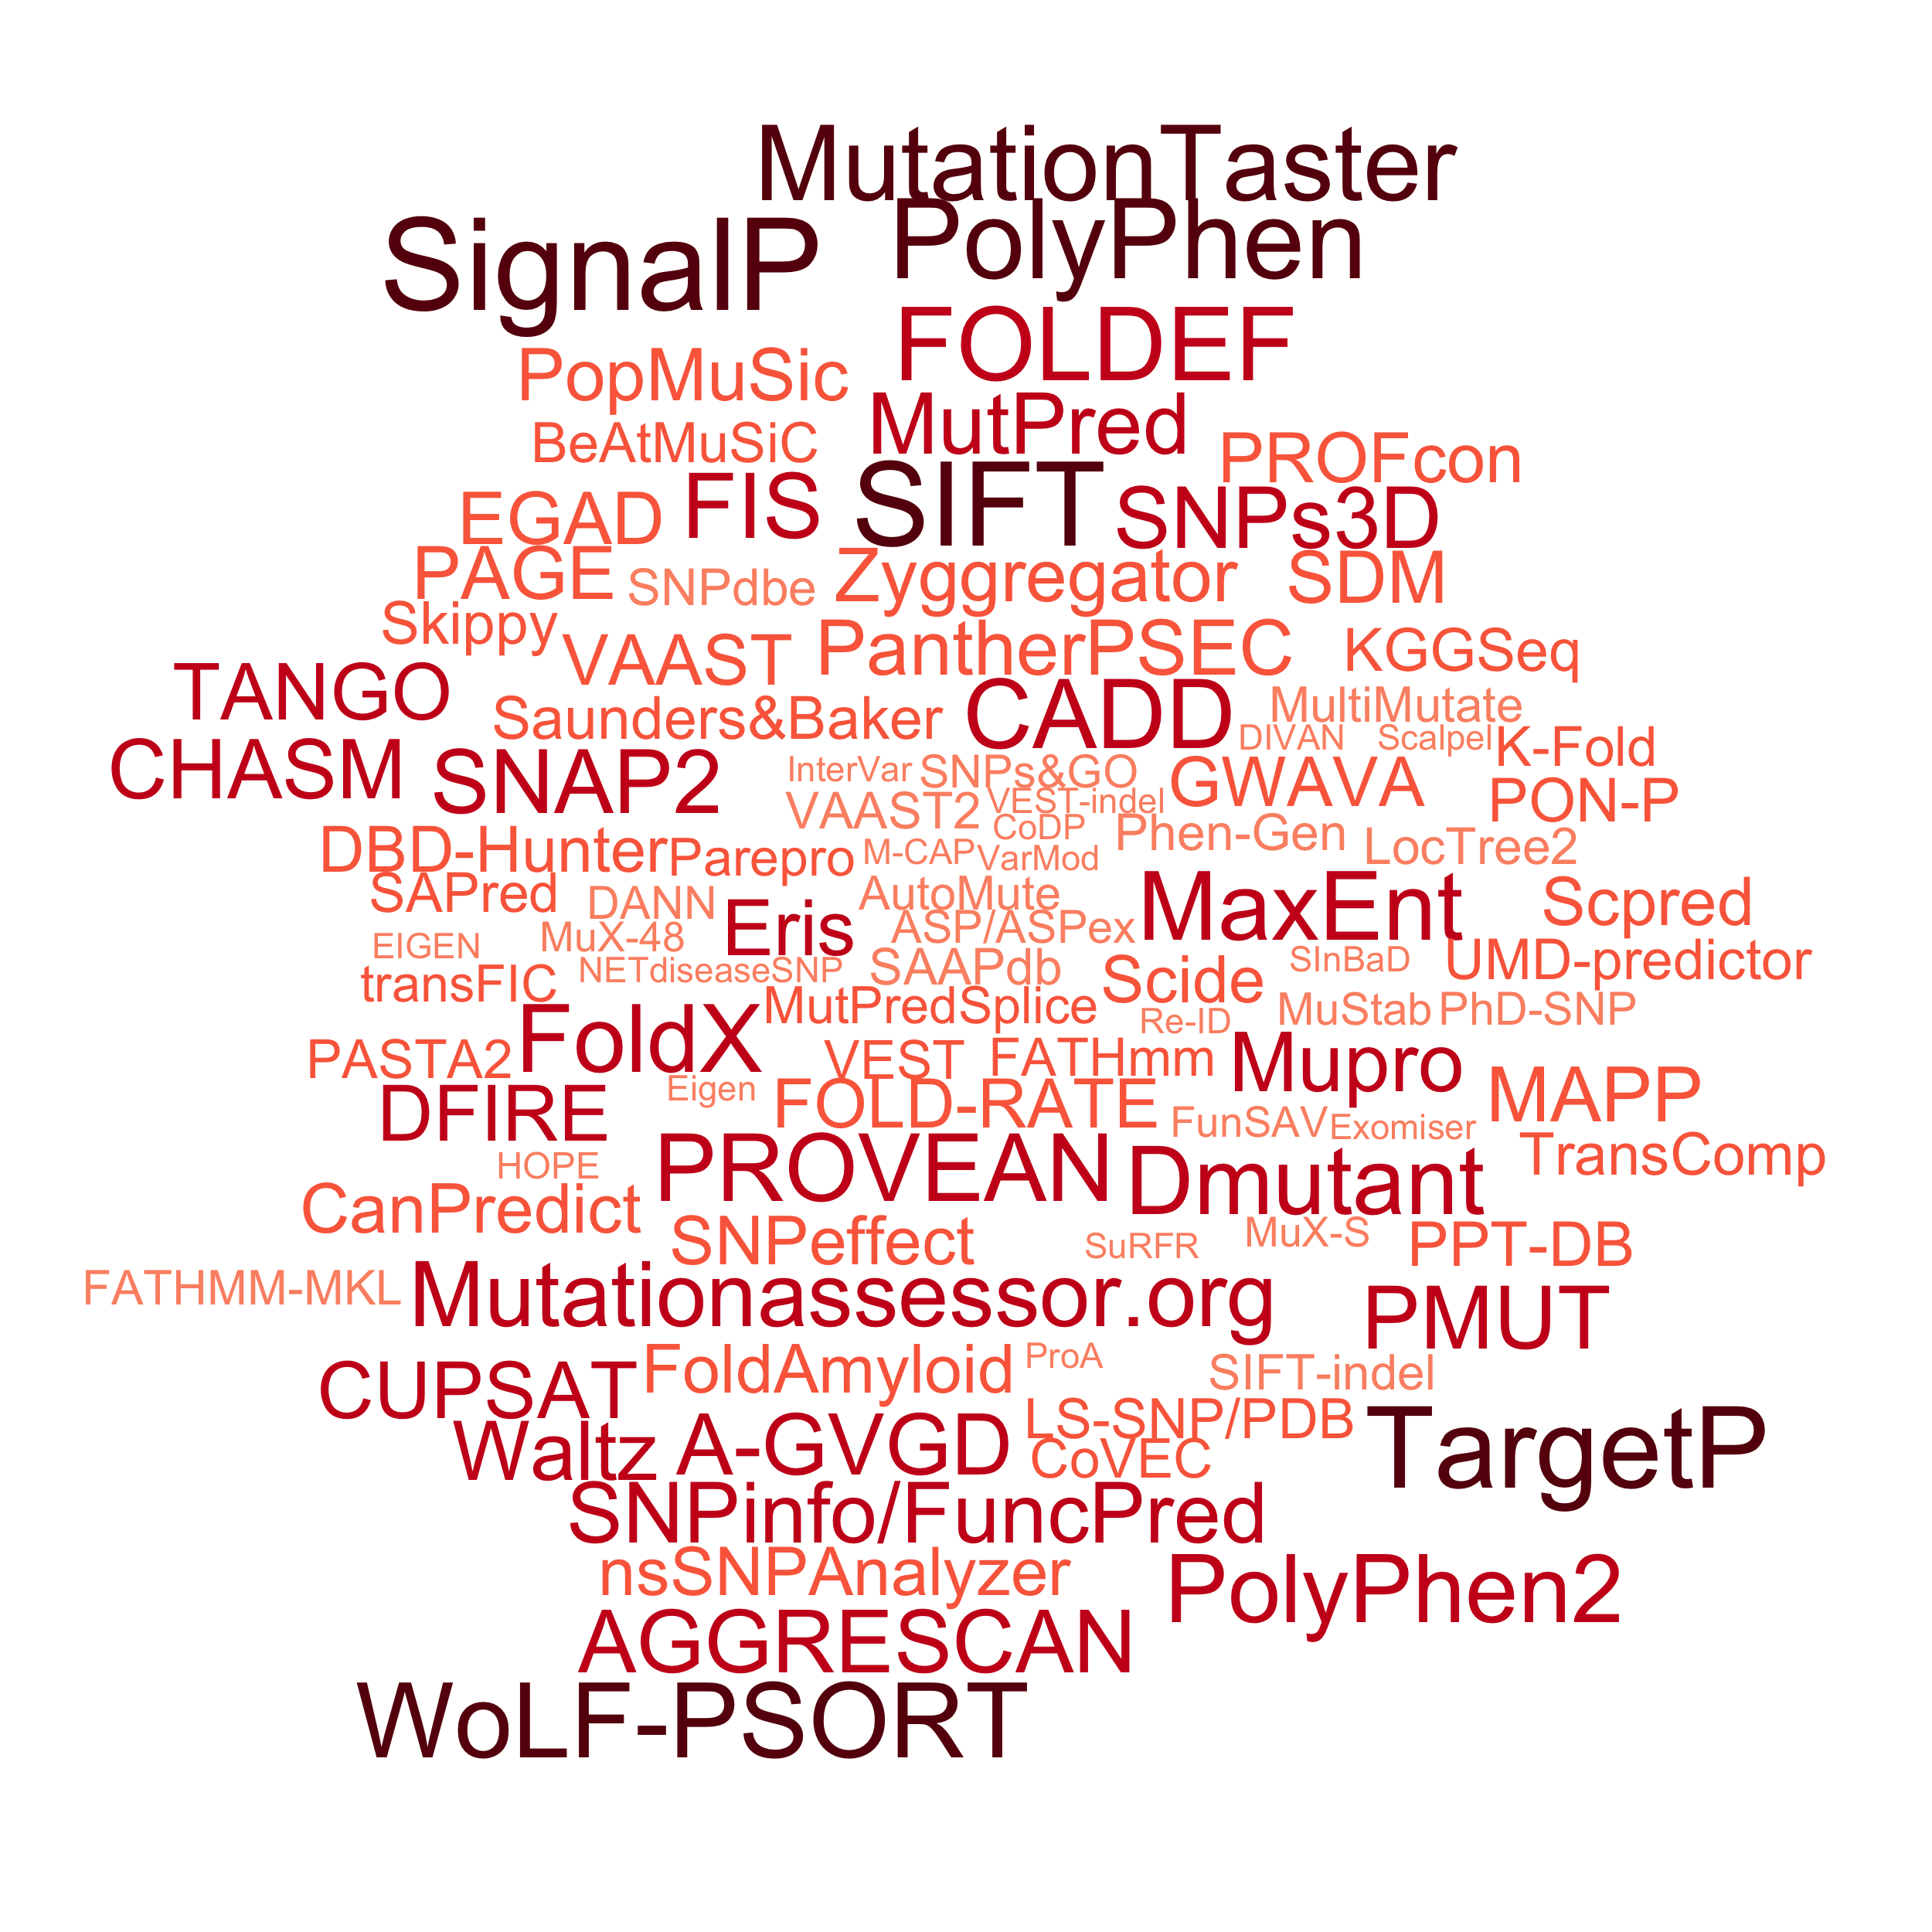 MutationTaster
SignalP PolyPhen
FOLDEF
PopMuSic
MutPred
BeAtMuSiC PROFcon
EGAD FIS SIFT SNPs3D
PAGE SNPdbe Zyggregator SDM
Skippy VAAST PantherPSEC KGGSeq
TANGO Saunders&Baker CADD MultiMutate
DIVAN Scalpel K-Fold
CHASM SNAP2 InterVar SNPs&GO GWAVA PON-P
VAAST2 VEST-indel
CoDP Phen-Gen LocTree2
DBD-Hunter Parepro M-CAP VarMod
SAPred DANN Eris AutoMute MaxEnt Scpred
EIGEN MuX-48 ASP/ASPex
transFIC NETdiseaseSNP SAAPdb Scide SInBaD UMD-predictor
FoldX MutPredSplice Re-ID MuStab PhD-SNP
PASTA2 VEST FATHmm Mupro MAPP
DFIRE Eigen FOLD-RATE FunSAV Exomiser
HOPE PROVEAN Dmutant TransComp
CanPredict SNPeffect SuRFR MuX-S PPT-DB
FATHMM-MKL Mutationassessor.org PMUT
CUPSAT FoldAmyloid ProA SIFT-indel
Waltz A-GVGD LS-SNP/PDB TargetP
CoVEC
SNPinfo/FuncPred
nsSNPAnalyzer PolyPhen2
AGGRESCAN
WoLF-PSORT